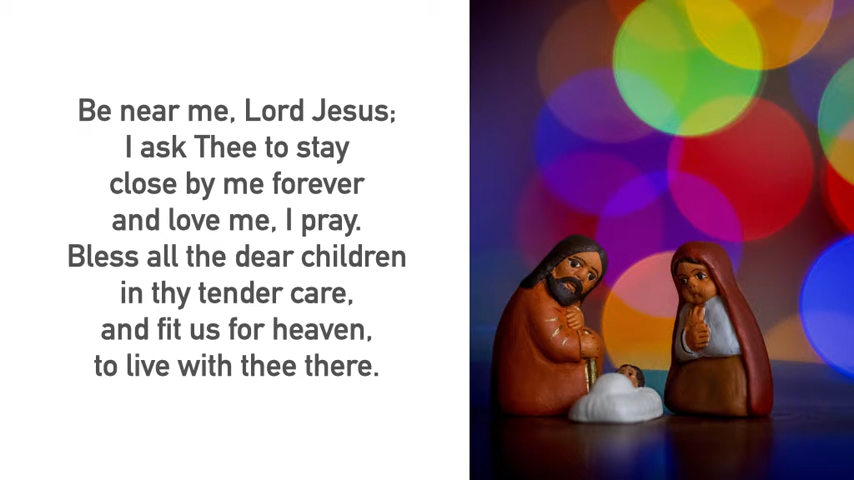 Be near me, Lord Jesus;
I ask Thee to stay
close by me forever
and love me, I pray.
Bless all the dear children
in thy tender care,
and fit us for heaven,
to live with thee there.